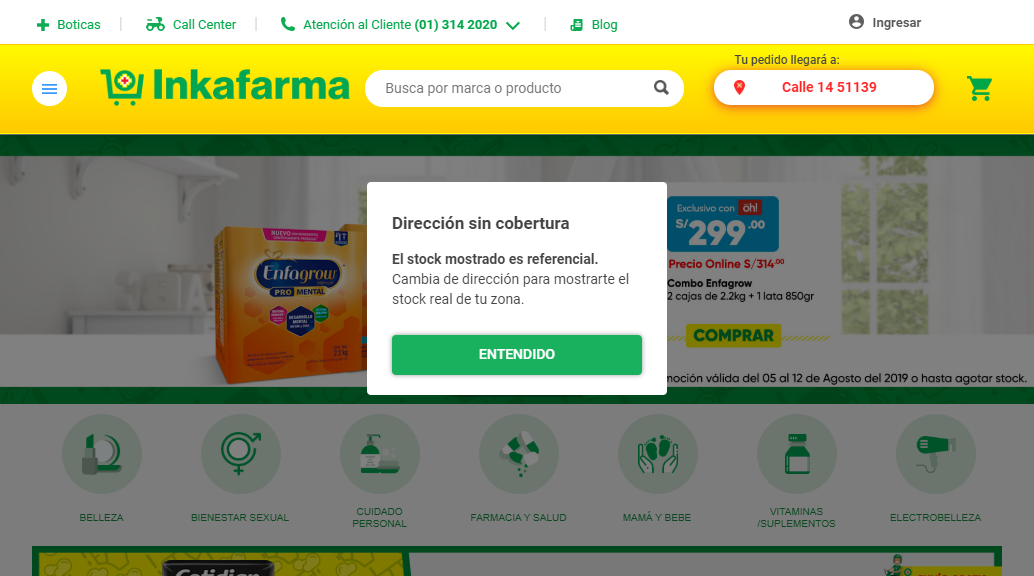 Boticas
Call Center
Atención al Cliente (01) 314 2020
Blog
Ingresar
Inkafarma
Busca por marca o producto
Tu pedido llegará a:
Calle 14 51139
Dirección sin cobertura
El stock mostrado es referencial.
Cambia de dirección para mostrarte el
stock real de tu zona.
ENTENDIDO
NUEVO
Enfagrow
PRO MENTAL
DESARROLLO
MENTAL
Exclusivo con oh!
S/299.00
Precio Online S/314.00
Combo Enfagrow
2 cajas de 2.2kg + 1 lata 850gr
COMPRAR
moción válida del 05 al 12 de Agosto del 2019 o hasta agotar stock.
BELLEZA
BIENESTAR SEXUAL
CUIDADO
PERSONAL
FARMACIA Y SALUD
MAMÁ Y BEBE
VITAMINAS
/SUPLEMENTOS
ELECTROBELLEZA